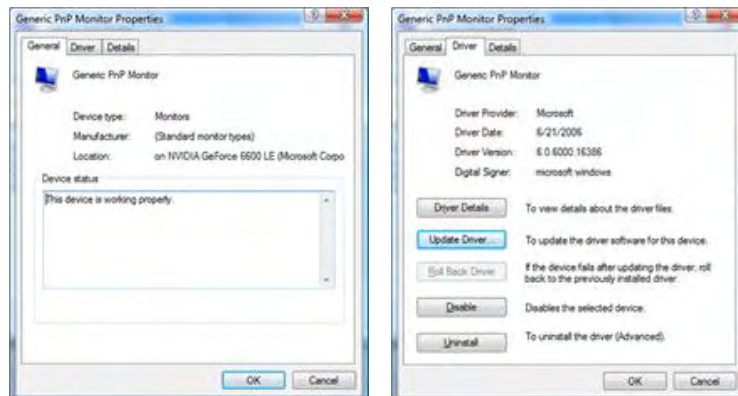 Generic PnP Monitor Properties
General Driver Details
Generic PnP Monitor
Device type: Monitors
Manufacturer: (Standard monitor types)
Location: on NVIDIA GeForce 6600 LE (Microsoft Corpo
Device status
This device is working properly.
OK Cancel
Generic PnP Monitor Properties
General Driver Details
Generic PnP Monitor
Driver Provider: Microsoft
Driver Date: 6/21/2006
Driver Version: 6.0.6000.16386
Digital Signer: microsoft windows
Driver Details To view details about the driver files.
Update Driver... To update the driver software for this device.
Roll Back Driver If the device fails after updating the driver, roll
back to the previously installed driver.
Disable Disables the selected device.
Uninstall To uninstall the driver (Advanced).
OK Cancel